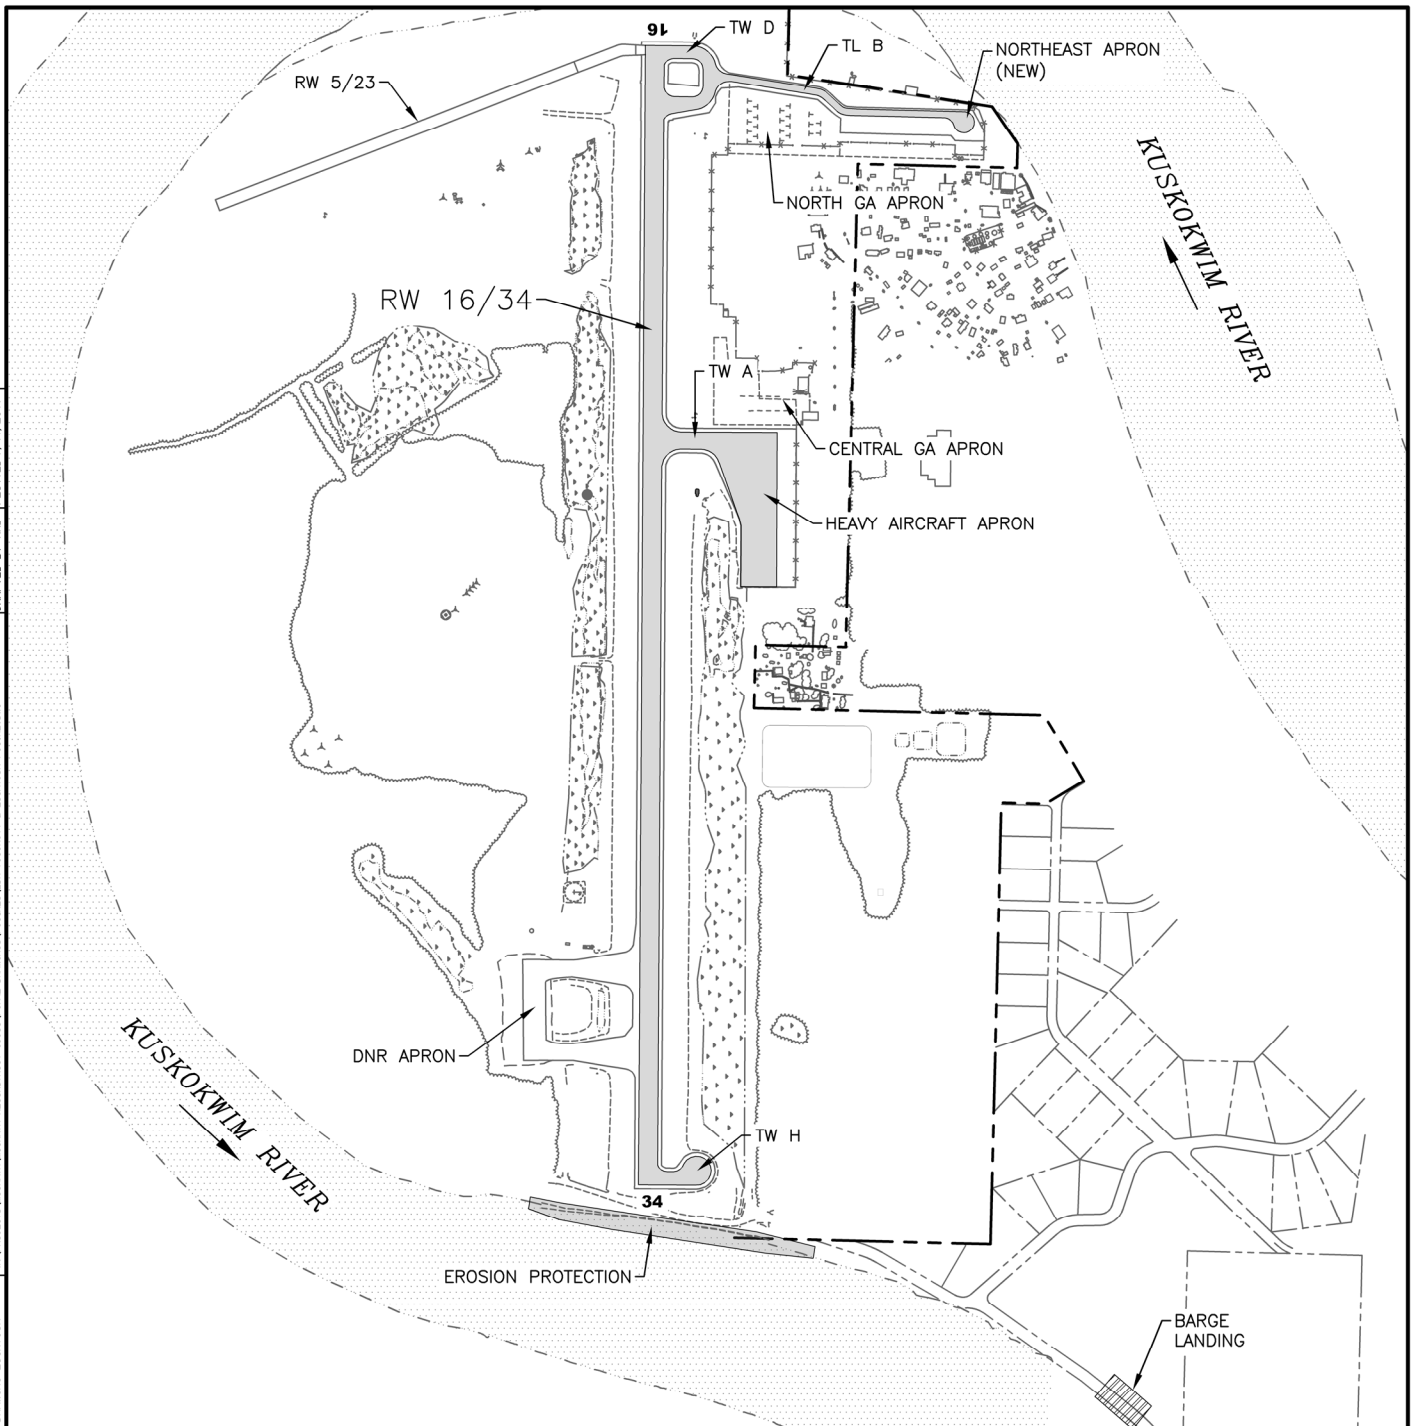 16
TW D
TL B
NORTHEAST APRON
(NEW)
RW 5/23
KUSKOKWIM RIVER
NORTH GA APRON
RW 16/34
TW A
CENTRAL GA APRON
HEAVY AIRCRAFT APRON
DNR APRON
KUSKOKWIM RIVER
TW H
34
EROSION PROTECTION
BARGE
LANDING